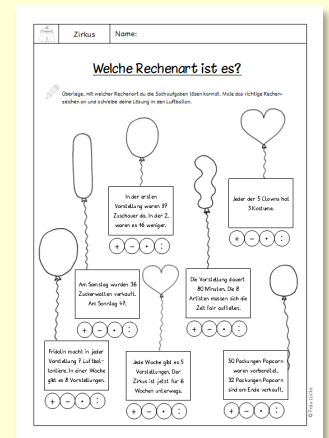 Zirkus
Name:
Welche Rechenart ist es?
Überlege, mit welcher Rechenart du die Sachaufgaben lösen kannst. Male das richtige Rechen-
zeichen an und schreibe deine Lösung in den Luftballon.
In der ersten
Vorstellung waren 89
Zuschauer da. In der 2.
waren es 16 weniger.
+ - • :
Jeder der 5 Clowns hat
3 Kostüme.
+ - • :
Am Samstag wurden 36
Zuckerwatten verkauft.
Am Sonntag 47.
+ - • :
Die Vorstellung dauert
80 Minuten. Die 8
Artisten müssen sich die
Zeit fair aufteilen.
+ - • :
Fridolin macht in jeder
Vorstellung 7 Luftbal-
lontiere. In einer Woche
gibt es 8 Vorstellungen.
+ - • :
Jede Woche gibt es 5
Vorstellungen. Der
Zirkus ist jetzt für 6
Wochen unterwegs.
+ - • :
50 Packungen Popcorn
waren vorbereitet.
32 Packungen Popcorn
sind am Ende verkauft.
+ - • :
© Frau Locke